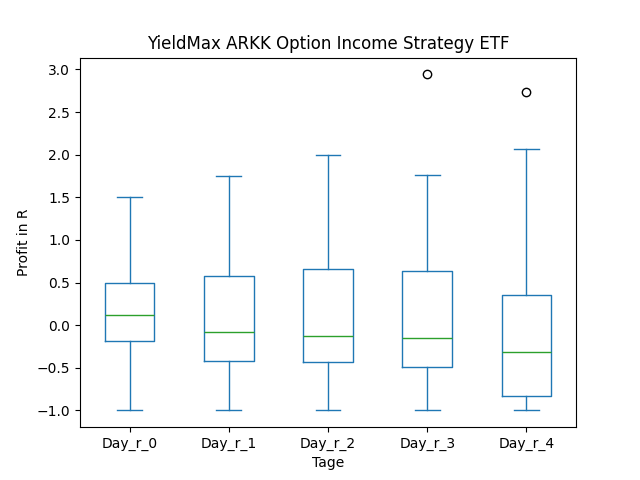 YieldMax ARKK Option Income Strategy ETF
3.0
2.5
2.0
1.5
1.0
0.5
0.0
−0.5
−1.0
Profit in R
Day_r_0 Day_r_1 Day_r_2 Day_r_3 Day_r_4
Tage